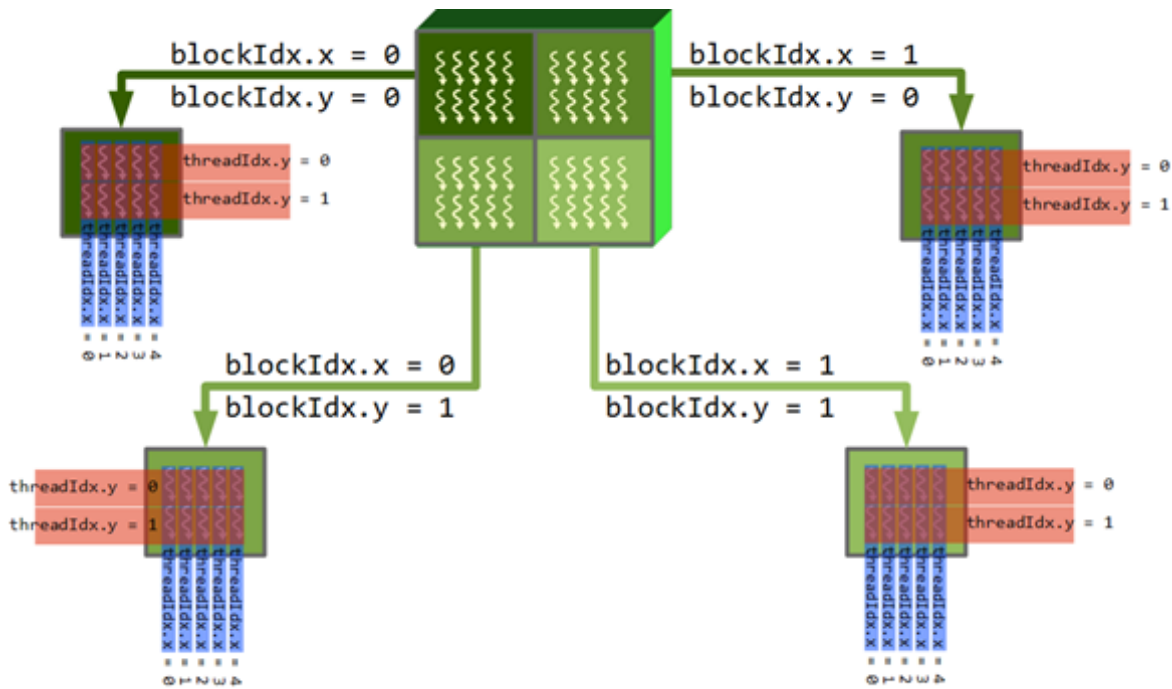 blockIdx.x = 0
blockIdx.y = 0
blockIdx.x = 1
blockIdx.y = 0
threadIdx.y = 0
threadIdx.y = 1
threadIdx.x = 0
threadIdx.x = 1
threadIdx.x = 2
threadIdx.x = 3
threadIdx.x = 4
threadIdx.y = 0
threadIdx.y = 1
threadIdx.x = 0
threadIdx.x = 1
threadIdx.x = 2
threadIdx.x = 3
threadIdx.x = 4
blockIdx.x = 0
blockIdx.y = 1
blockIdx.x = 1
blockIdx.y = 1
threadIdx.y = 0
threadIdx.y = 1
threadIdx.x = 0
threadIdx.x = 1
threadIdx.x = 2
threadIdx.x = 3
threadIdx.x = 4
threadIdx.y = 0
threadIdx.y = 1
threadIdx.x = 0
threadIdx.x = 1
threadIdx.x = 2
threadIdx.x = 3
threadIdx.x = 4